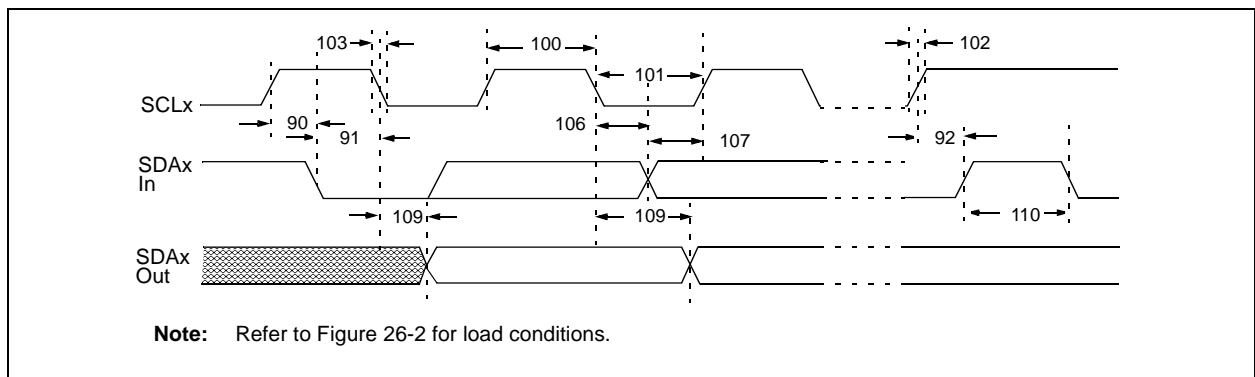 103
100
101
102
SCLx
90
91
106
107
92
SDAx
In
109
109
110
SDAx
Out
Note: Refer to Figure 26-2 for load conditions.